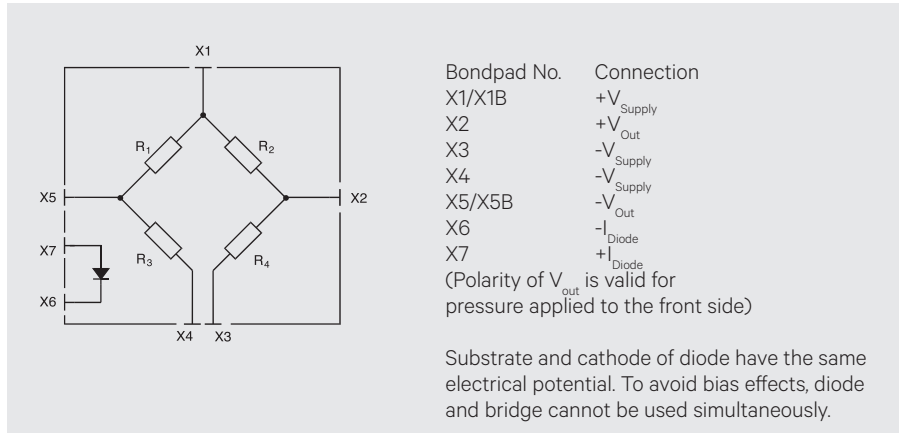 X1
R1
R2
X5
X2
X7
R3
R4
X6
X4 X3
Bondpad No. Connection
X1/X1B +VSupply
X2 +VOut
X3 -VSupply
X4 -VSupply
X5/X5B -VOut
X6 -IDiode
X7 +IDiode
(Polarity of Vout is valid for
pressure applied to the front side)
Substrate and cathode of diode have the same
electrical potential. To avoid bias effects, diode
and bridge cannot be used simultaneously.